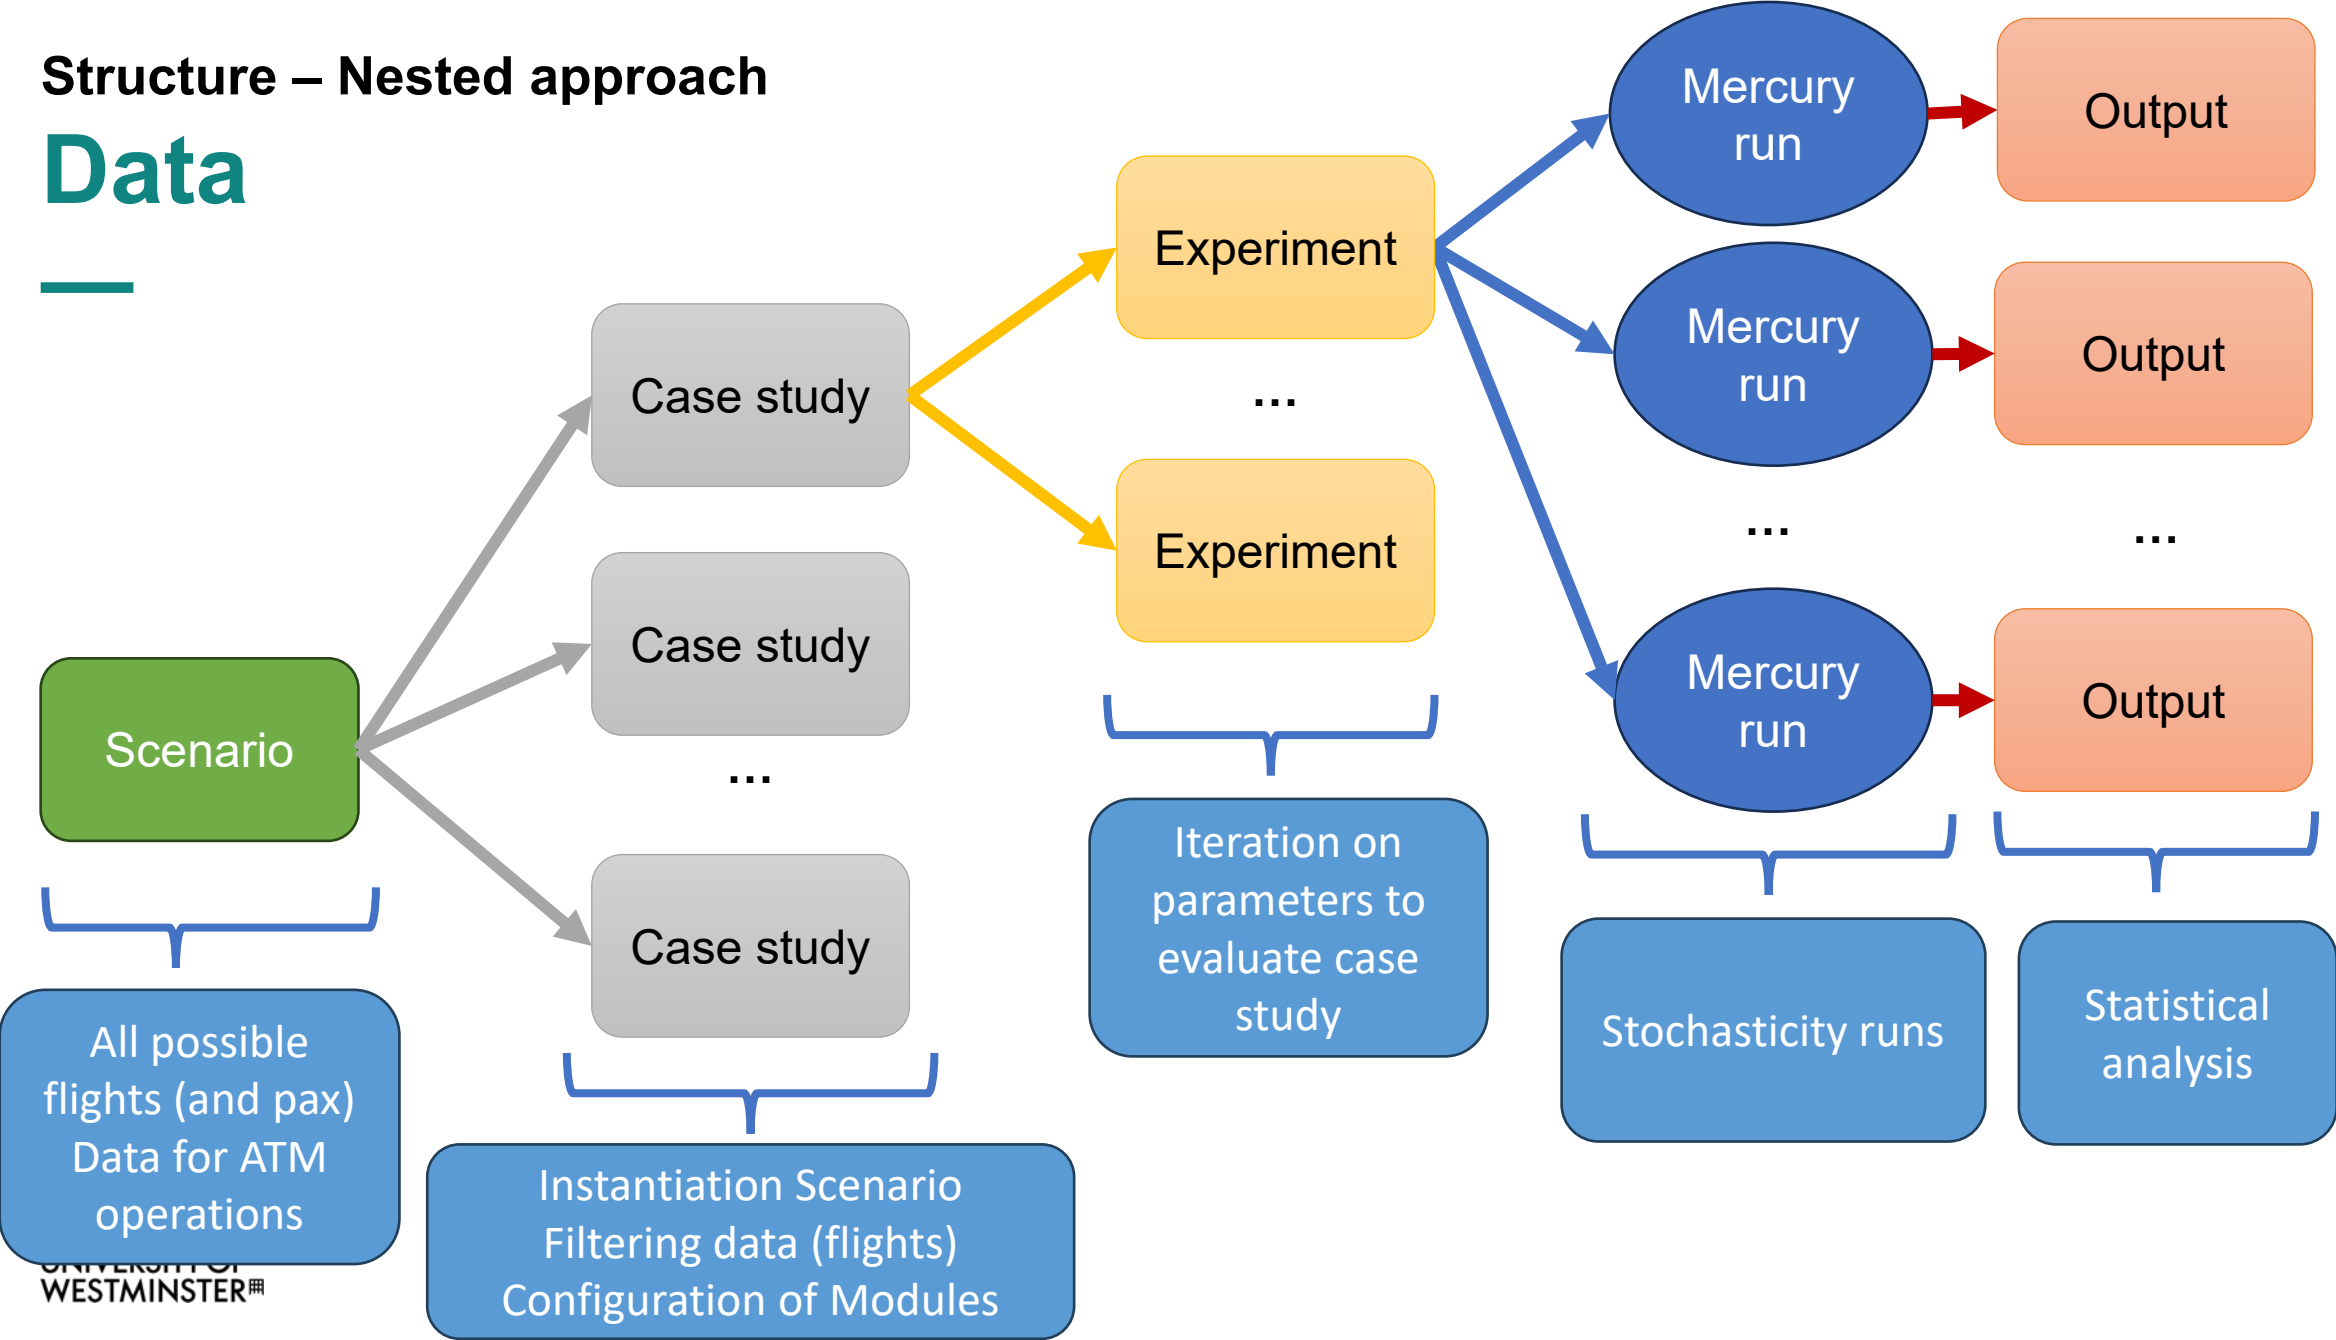 Structure – Nested approach
Data
Scenario
Case study
Case study
...
Case study
Experiment
...
Experiment
Mercury
run
Mercury
run
...
Mercury
run
Output
Output
...
Output
All possible
flights (and pax)
Data for ATM
operations
Instantiation Scenario
Filtering data (flights)
Configuration of Modules
Iteration on
parameters to
evaluate case
study
Stochasticity runs
Statistical
analysis
UNIVERSITY OF
WESTMINSTER